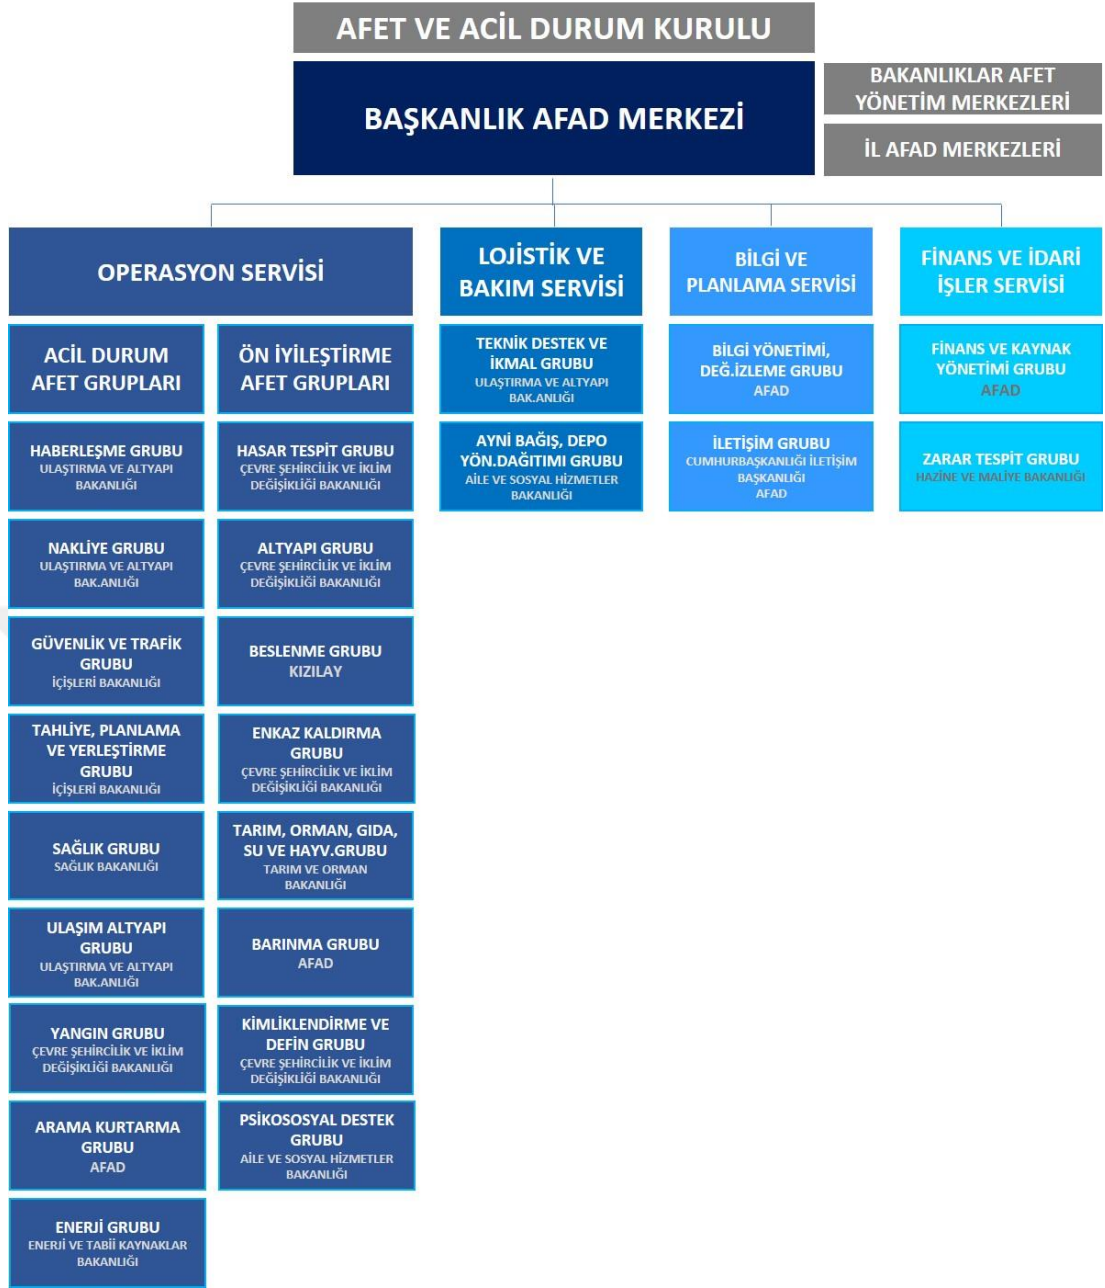 AFET VE ACİL DURUM KURULU
BAŞKANLIK AFAD MERKEZİ
BAKANLIKLAR AFET
YÖNETİM MERKEZLERİ
İL AFAD MERKEZLERİ
OPERASYON SERVİSİ
ACİL DURUM
AFET GRUPLARI
HABERLEŞME GRUBU
ULAŞTIRMA VE ALTYAPI
BAKANLIĞI
NAKLİYE GRUBU
ULAŞTIRMA VE ALTYAPI
BAK.ANLIĞI
GÜVENLİK VE TRAFİK
GRUBU
İÇİŞLERİ BAKANLIĞI
TAHLİYE, PLANLAMA
VE YERLEŞTİRME
GRUBU
İÇİŞLERİ BAKANLIĞI
SAĞLIK GRUBU
SAĞLIK BAKANLIĞI
ULAŞIM ALTYAPI
GRUBU
ULAŞTIRMA VE ALTYAPI
BAK.ANLIĞI
YANGIN GRUBU
ÇEVRE ŞEHİRCİLİK VE İKLİM
DEĞİŞİKLİĞİ BAKANLIĞI
ARAMA KURTARMA
GRUBU
AFAD
ENERJİ GRUBU
ENERJİ VE TABİİ KAYNAKLAR
BAKANLIĞI
ÖN İYİLEŞTİRME
AFET GRUPLARI
HASAR TESPİT GRUBU
ÇEVRE ŞEHİRCİLİK VE İKLİM
DEĞİŞİKLİĞİ BAKANLIĞI
ALTYAPI GRUBU
ÇEVRE ŞEHİRCİLİK VE İKLİM
DEĞİŞİKLİĞİ BAKANLIĞI
BESLENME GRUBU
KIZILAY
ENKAZ KALDIRMA
GRUBU
ÇEVRE ŞEHİRCİLİK VE İKLİM
DEĞİŞİKLİĞİ BAKANLIĞI
TARIM, ORMAN, GIDA,
SU VE HAYV.GRUBU
TARIM VE ORMAN
BAKANLIĞI
BARINMA GRUBU
AFAD
KİMLİKLENDİRME VE
DEFİN GRUBU
ÇEVRE ŞEHİRCİLİK VE İKLİM
DEĞİŞİKLİĞİ BAKANLIĞI
PSİKOSOSYAL DESTEK
GRUBU
AİLE VE SOSYAL HİZMETLER
BAKANLIĞI
LOJİSTİK VE
BAKIM SERVİSİ
TEKNİK DESTEK VE
İKMAL GRUBU
ULAŞTIRMA VE ALTYAPI
BAK.ANLIĞI
AYNİ BAĞIŞ, DEPO
YÖN.DAĞITIMI GRUBU
AİLE VE SOSYAL HİZMETLER
BAKANLIĞI
BİLGİ VE
PLANLAMA SERVİSİ
BİLGİ YÖNETİMİ,
DEĞ.İZLEME GRUBU
AFAD
İLETİŞİM GRUBU
CUMHURBAŞKANLIĞI İLETİŞİM
BAŞKANLIĞI
AFAD
FİNANS VE İDARİ
İŞLER SERVİSİ
FİNANS VE KAYNAK
YÖNETİMİ GRUBU
AFAD
ZARAR TESPİT GRUBU
HAZİNE VE MALİYE BAKANLIĞI